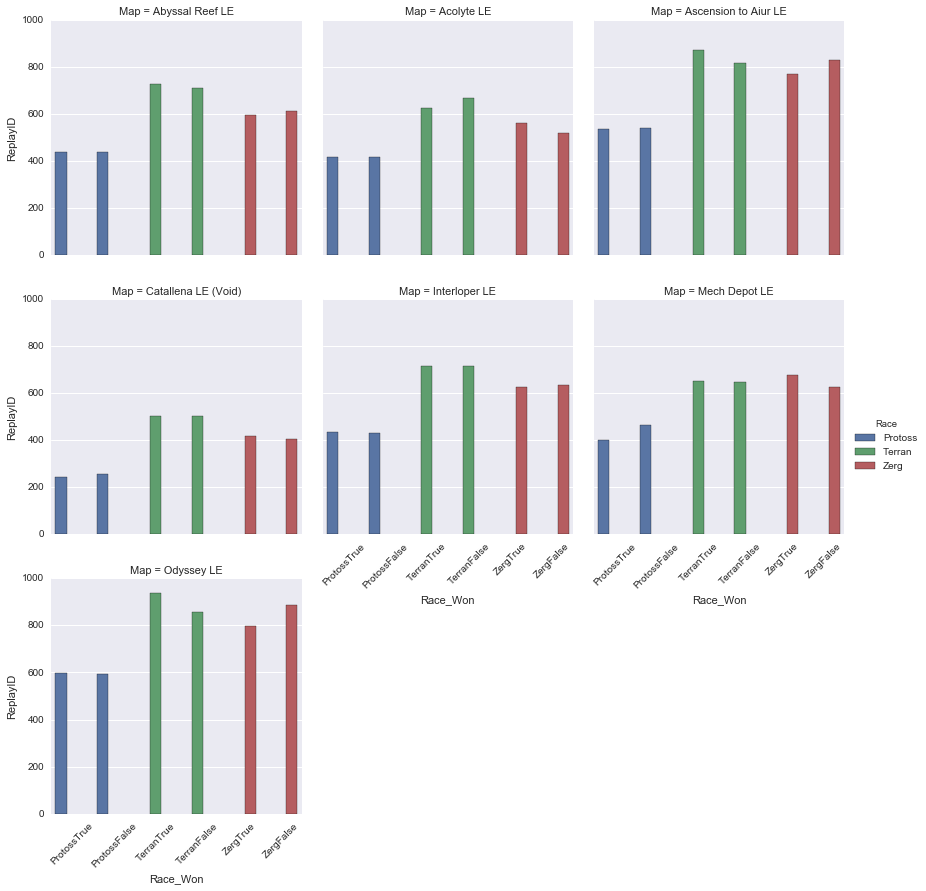 Map = Abyssal Reef LE
Map = Acolyte LE
Map = Ascension to Aiur LE
1000
800
600
400
200
0
ReplayID
Map = Catallena LE (Void)
Map = Interloper LE
Map = Mech Depot LE
1000
800
600
400
200
0
ReplayID
ProtossTrue
ProtossFalse
TerranTrue
TerranFalse
ZergTrue
ZergFalse
Race_Won
ProtossTrue
ProtossFalse
TerranTrue
TerranFalse
ZergTrue
ZergFalse
Race_Won
Race
Protoss
Terran
Zerg
Map = Odyssey LE
1000
800
600
400
200
0
ReplayID
ProtossTrue
ProtossFalse
TerranTrue
TerranFalse
ZergTrue
ZergFalse
Race_Won